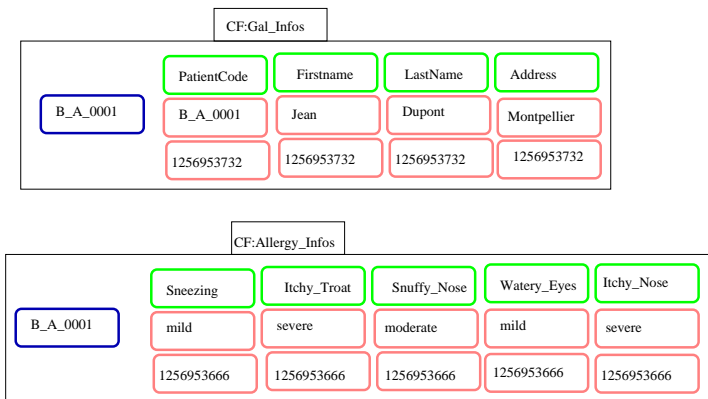 CF:Gal_Infos
PatientCode Firstname LastName Address
B_A_0001 B_A_0001 Jean Dupont Montpellier
1256953732 1256953732 1256953732 1256953732
CF:Allergy_Infos
Sneezing Itchy_Troat Snuffy_Nose Watery_Eyes Itchy_Nose
B_A_0001 mild severe moderate mild severe
1256953666 1256953666 1256953666 1256953666 1256953666